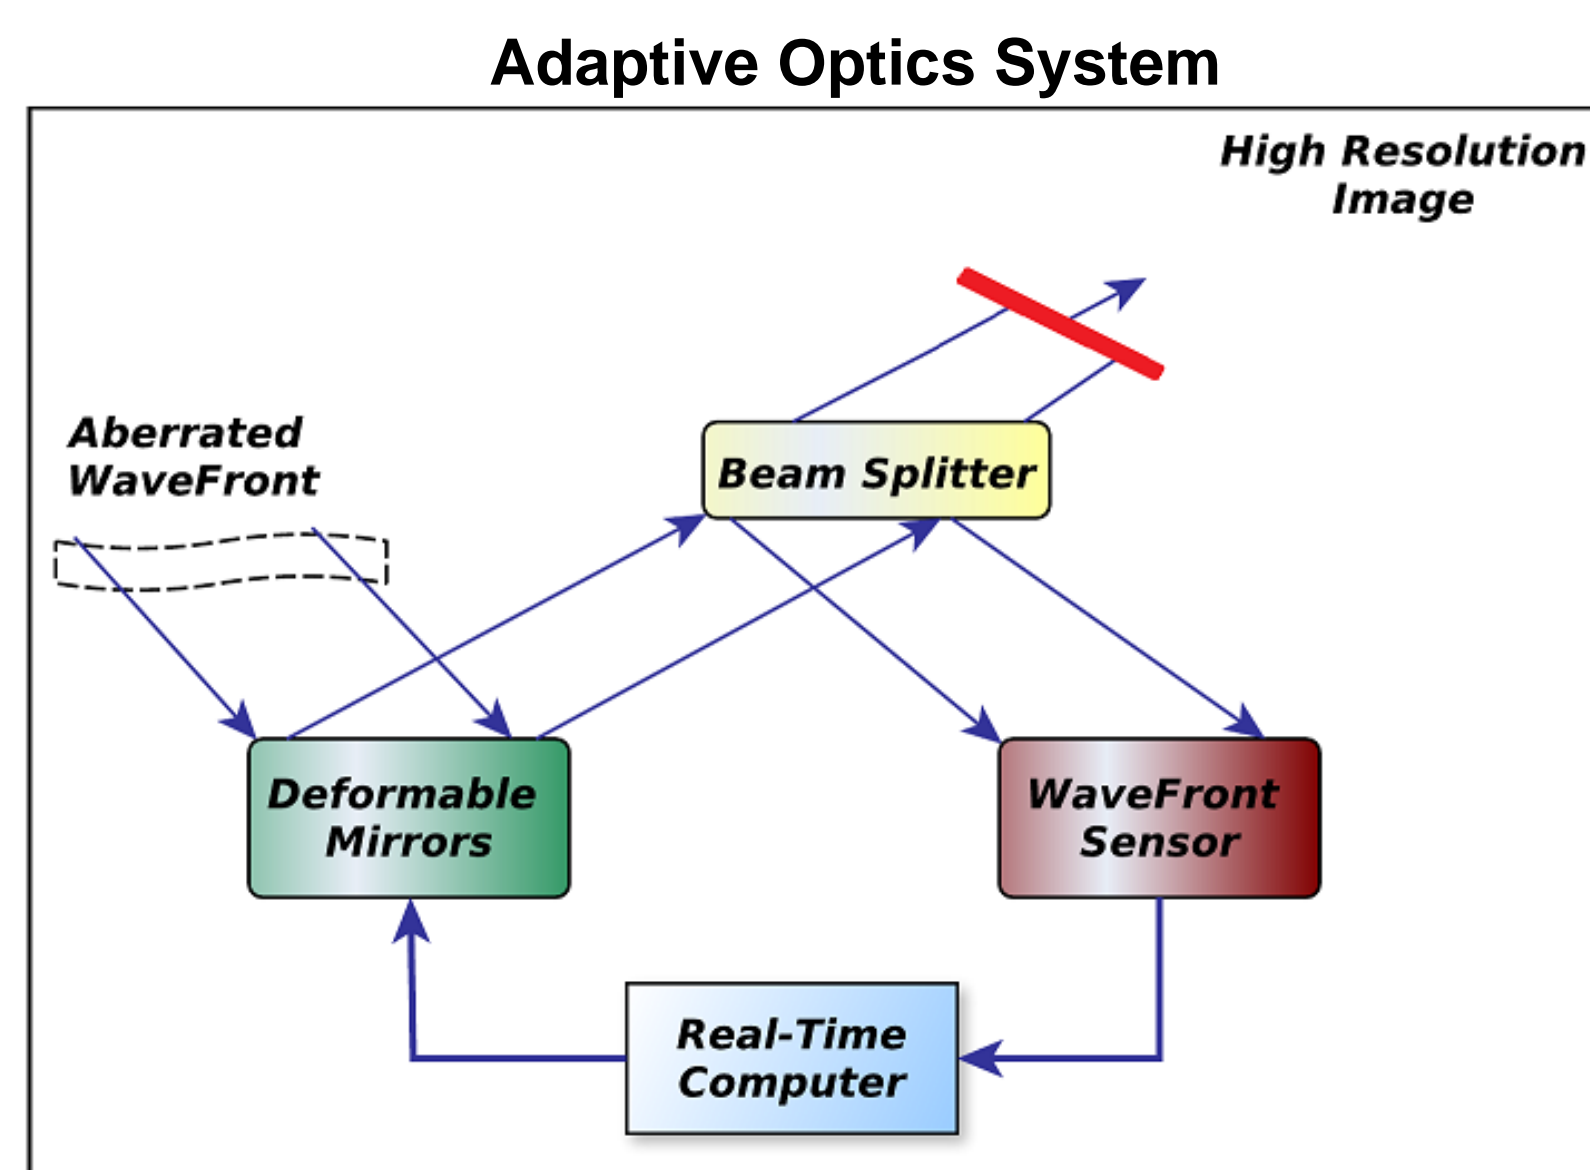 Adaptive Optics System
High Resolution
Image
Aberrated
WaveFront
Beam Splitter
Deformable
Mirrors
WaveFront
Sensor
Real-Time
Computer